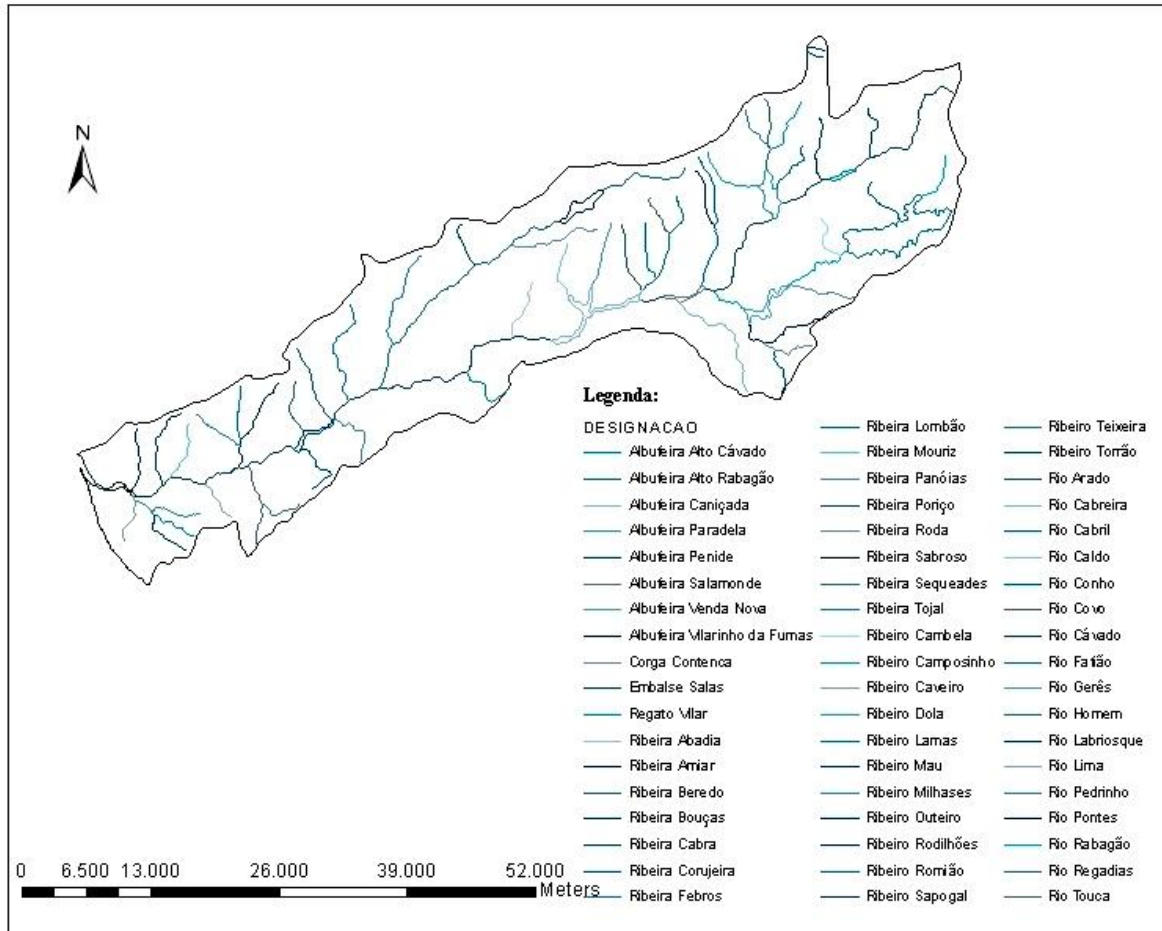 N
Legenda:
DESIGNACAO
Albufeira Alto Cávado
Albufeira Alto Rabagão
Albufeira Caniçada
Albufeira Paradela
Albufeira Penide
Albufeira Salamonde
Albufeira Venda Nova
Albufeira Vilarinho da Furnas
Corga Contenca
Embalse Salas
Regato Vilar
Ribeira Abadia
Ribeira Amiar
Ribeira Beredo
Ribeira Bouças
Ribeira Cabra
Ribeira Corujeira
Ribeira Febros
Ribeira Lombão
Ribeira Mouriz
Ribeira Panóias
Ribeira Poriço
Ribeira Roda
Ribeira Sabroso
Ribeira Sequeades
Ribeira Tojal
Ribeiro Cambela
Ribeiro Camposinho
Ribeiro Caveiro
Ribeiro Dola
Ribeiro Lamas
Ribeiro Mau
Ribeiro Milhases
Ribeiro Outeiro
Ribeiro Rodilhões
Ribeiro Romião
Ribeiro Sapogal
Ribeiro Teixeira
Ribeiro Torrão
Rio Arado
Rio Cabreira
Rio Cabril
Rio Caldo
Rio Conho
Rio Covo
Rio Cávado
Rio Fafião
Rio Gerês
Rio Homem
Rio Labriosque
Rio Lima
Rio Pedrinho
Rio Pontes
Rio Rabagão
Rio Regadias
Rio Touca
0 6.500 13.000 26.000 39.000 52.000
Meters